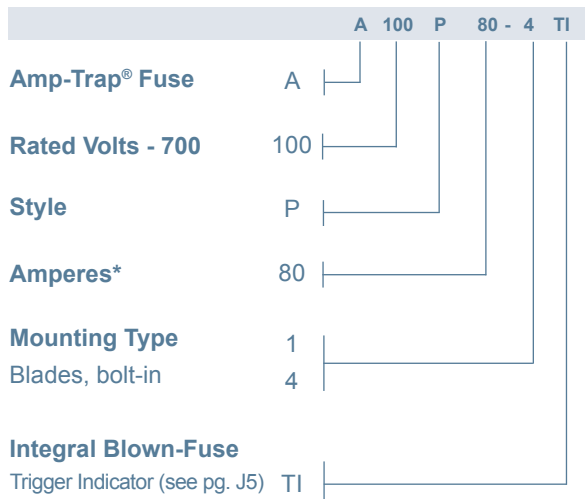 A 100 P 80 - 4 TI
Amp-Trap® Fuse A
Rated Volts - 700 100
Style P
Amperes* 80
Mounting Type 1
Blades, bolt-in 4
Integral Blown-Fuse
Trigger Indicator (see pg. J5) TI